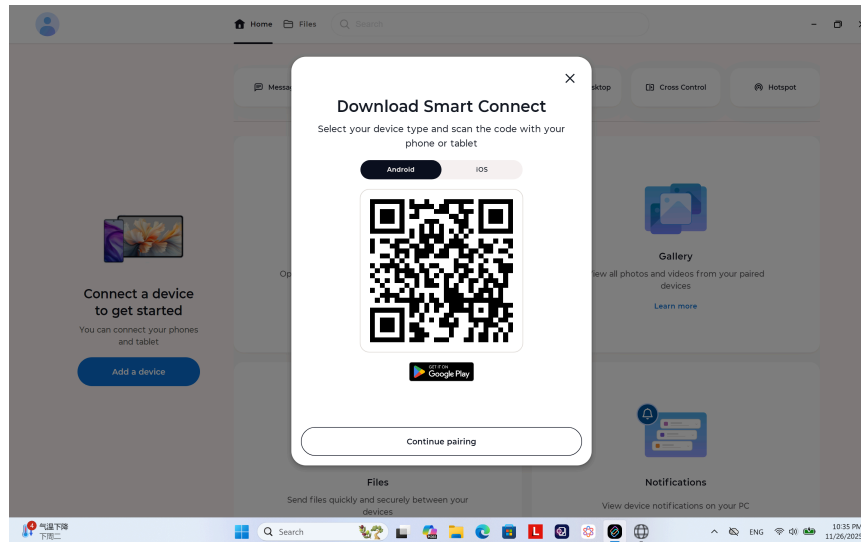 Home
Files
Search
Cross Control
Hotspot
Download Smart Connect
Select your device type and scan the code with your
phone or tablet
Android
IOS
GET IT ON
Google Play
Continue pairing
Connect a device
to get started
You can connect your phones
and tablet
Add a device
Gallery
View all photos and videos from your paired
devices
Learn more
Files
Send files quickly and securely between your
devices
Notifications
View device notifications on your PC
4
气温下降
下周二
Search
ENG
10:35 PM
11/26/2025